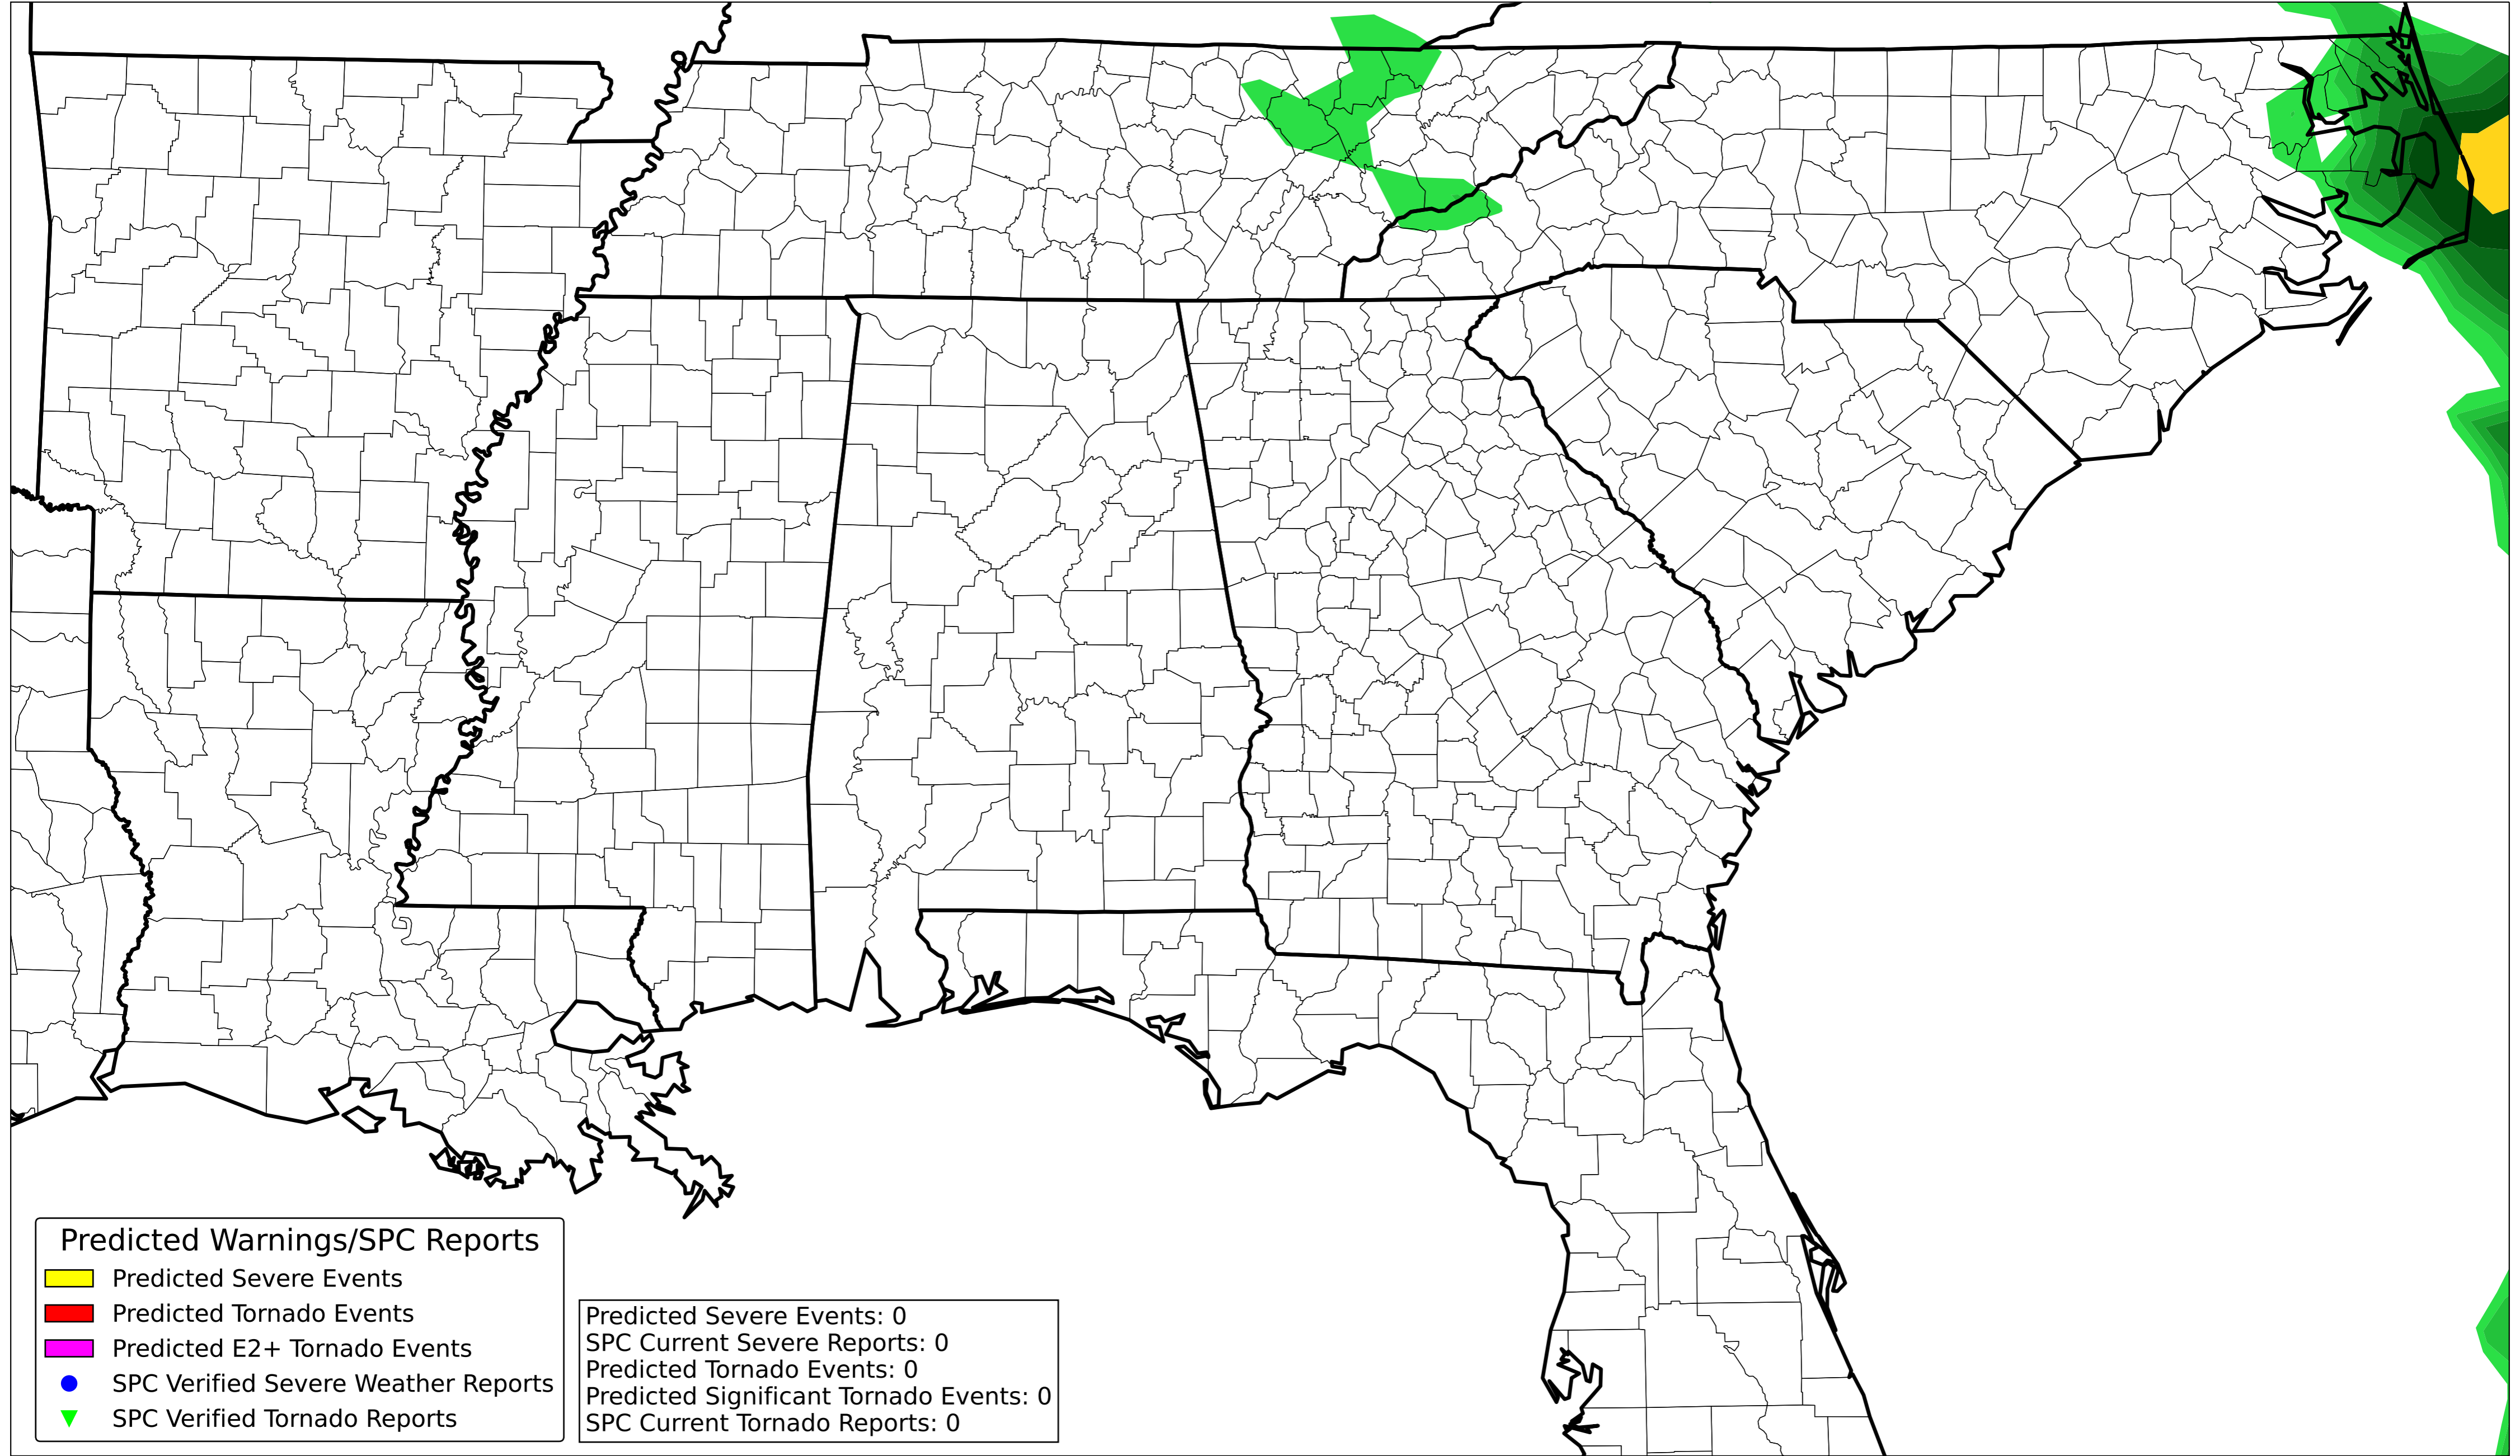 Predicted Warnings/SPC Reports
Predicted Severe Events
Predicted Tornado Events
Predicted E2+ Tornado Events
SPC Verified Severe Weather Reports
SPC Verified Tornado Reports
Predicted Severe Events: 0
SPC Current Severe Reports: 0
Predicted Tornado Events: 0
Predicted Significant Tornado Events: 0
SPC Current Tornado Reports: 0